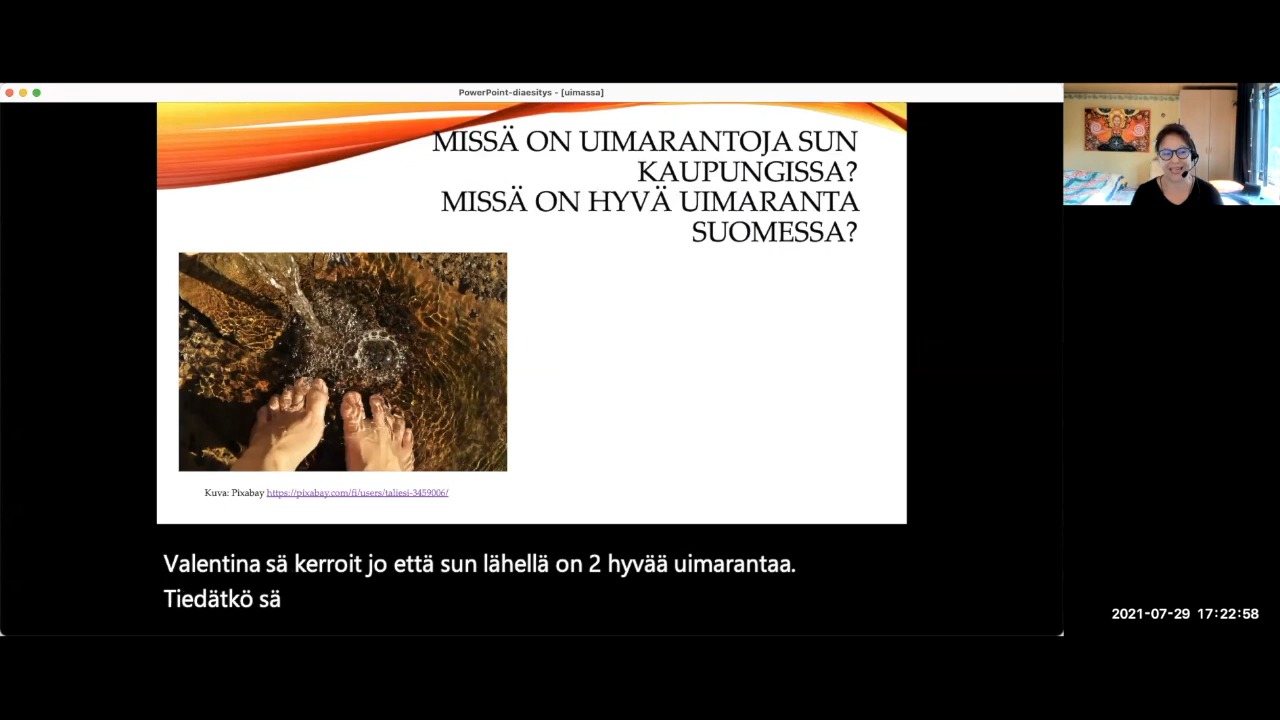 PowerPoint-diaesitys - [uimassa]
MISSÄ ON UIMARANTOJA SUN
KAUPUNGISSA?
MISSÄ ON HYVÄ UIMARANTA
SUOMESSA?
Kuva: Pixabay https://pixabay.com/fi/users/taliesi-3459006/
Valentina sä kerroit jo että sun lähellä on 2 hyvää uimarantaa.
Tiedätkö sä
2021-07-29 17:22:58